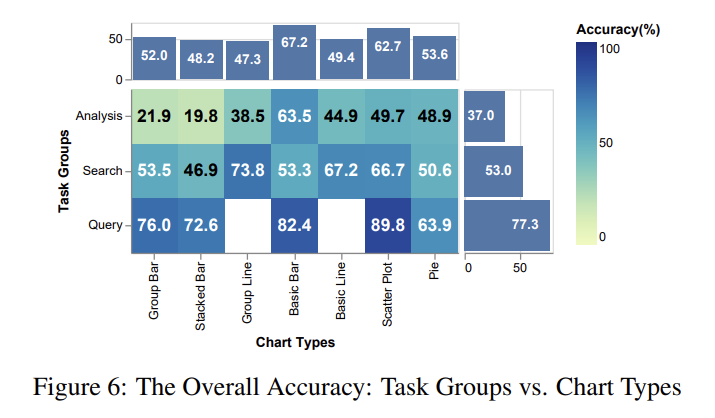 Accuracy(%)
50
0
52.0 48.2 47.3 67.2 49.4 62.7 53.6
100
50
0
Task Groups
Analysis 21.9 19.8 38.5 63.5 44.9 49.7 48.9 37.0
Search 53.5 46.9 73.8 53.3 67.2 66.7 50.6 53.0
Query 76.0 72.6 82.4 89.8 63.9 77.3
0 50
Group Bar
Stacked Bar
Group Line
Basic Bar
Basic Line
Scatter Plot
Pie
Chart Types
Figure 6: The Overall Accuracy: Task Groups vs. Chart Types